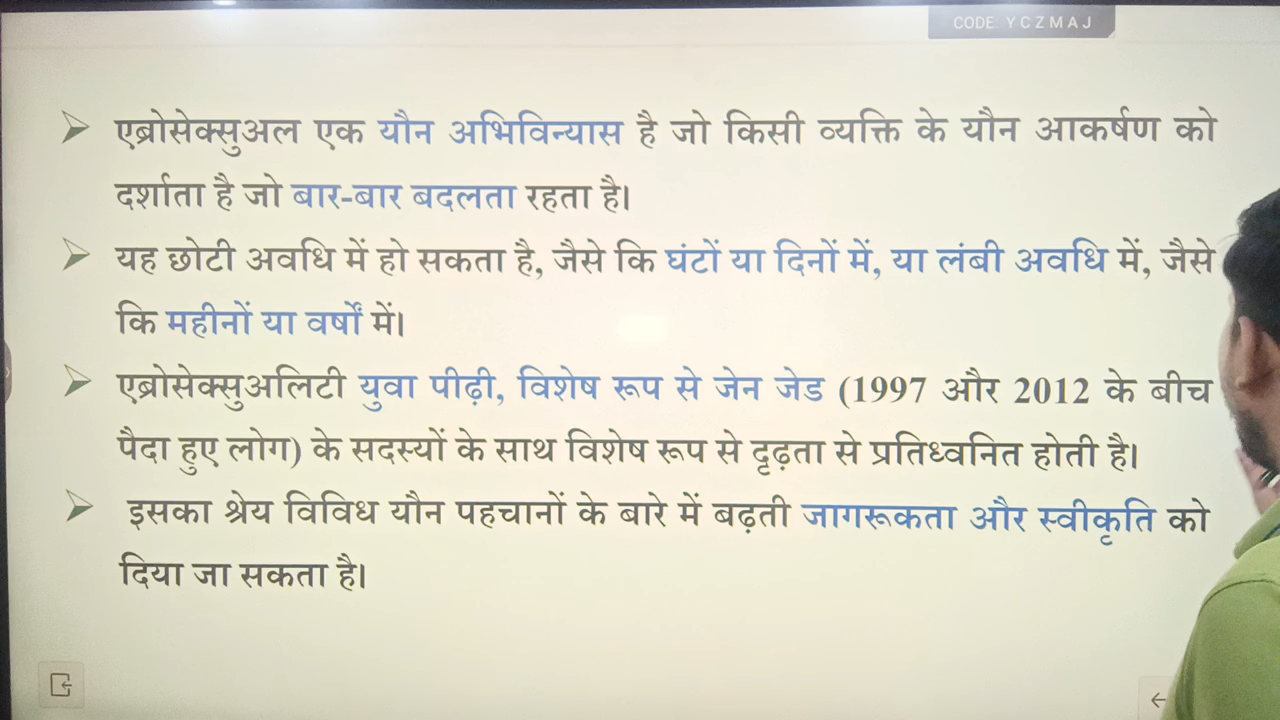 CODE: Y C Z M A J
एब्रोसेक्सुअल एक यौन अभिविन्यास है जो किसी व्यक्ति के यौन आकर्षण को
दर्शाता है जो बार-बार बदलता रहता है।
यह छोटी अवधि में हो सकता है, जैसे कि घंटों या दिनों में, या लंबी अवधि में, जैसे
कि महीनों या वर्षों में।
एब्रोसेक्सुअलिटी युवा पीढ़ी, विशेष रूप से जेन जेड (1997 और 2012 के बीच
पैदा हुए लोग) के सदस्यों के साथ विशेष रूप से दृढ़ता से प्रतिध्वनित होती है।
इसका श्रेय विविध यौन पहचानों के बारे में बढ़ती जागरूकता और स्वीकृति को
दिया जा सकता है।